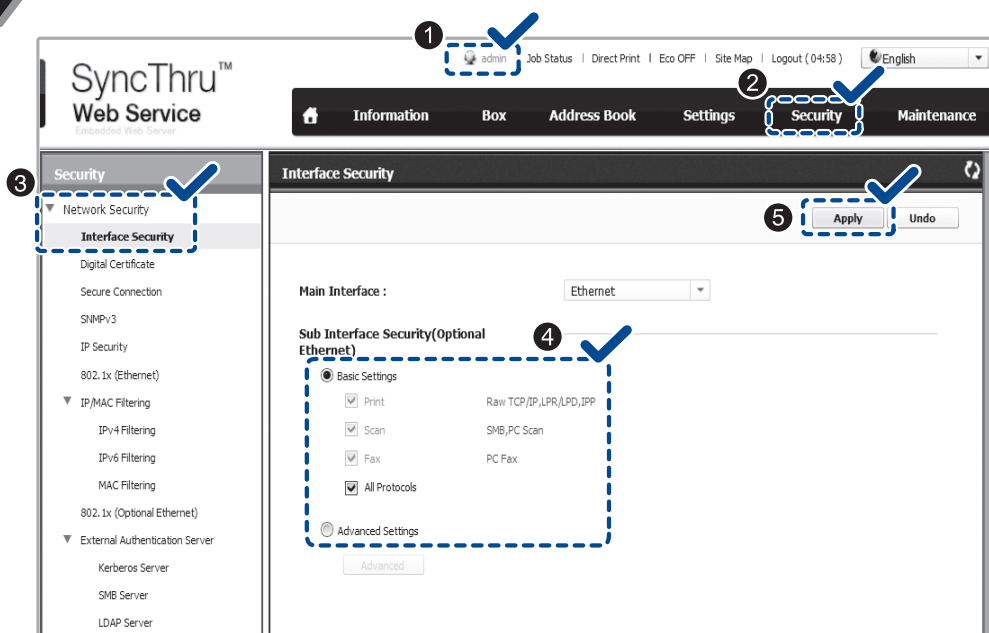 1
admin | Job Status | Direct Print | Eco OFF | Site Map | Logout ( 04:58 ) English
SyncThru™
Web Service
Embedded Web Server
2
Information Box Address Book Settings Security Maintenance
3
Security
Network Security
Interface Security
Digital Certificate
Secure Connection
SNMPv3
IP Security
802.1x (Ethernet)
IP/MAC Filtering
IPv4 Filtering
IPv6 Filtering
MAC Filtering
802.1x (Optional Ethernet)
External Authentication Server
Kerberos Server
SMB Server
LDAP Server
Interface Security
5
Apply Undo
Main Interface : Ethernet
Sub Interface Security(Optional
Ethernet)
4
Basic Settings
Print Raw TCP/IP,LPR/LPD,IPP
Scan SMB,PC Scan
Fax PC Fax
All Protocols
Advanced Settings
Advanced